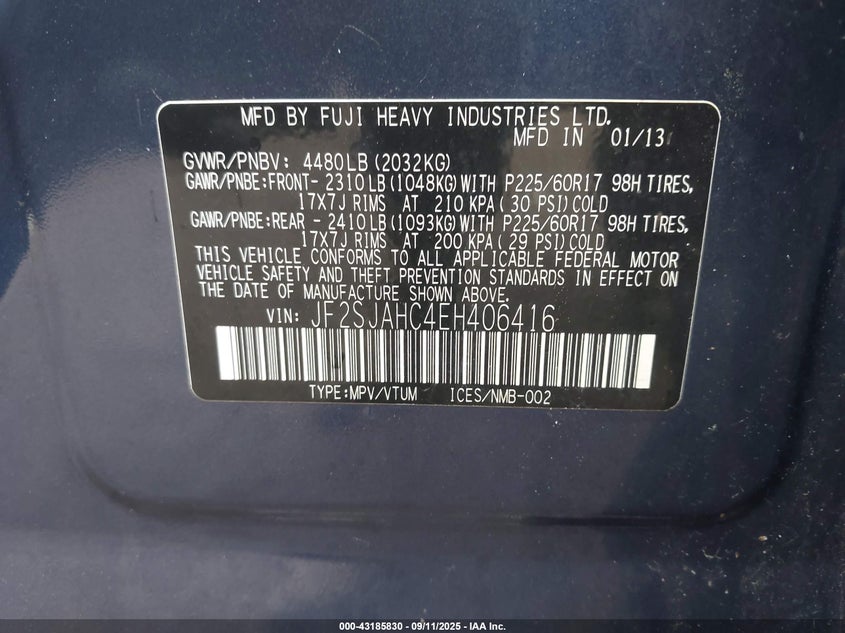 MFD BY FUJI HEAVY INDUSTRIES LTD.
MFD IN 01/13
GVWR/PNBV: 4480LB(2032KG)
GAWR/PNBE:FRONT- 2310LB(1048KG)WITH P225/60R17 98H TIRES,
17X7J RIMS AT 210 KPA( 30 PSI)COLD
GAWR/PNBE:REAR - 2410LB(1093KG)WITH P225/60R17 98H TIRES,
17X7J RIMS AT 200 KPA( 29 PSI)COLD
THIS VEHICLE CONFORMS TO ALL APPLICABLE FEDERAL MOTOR
VEHICLE SAFETY AND THEFT PREVENTION STANDARDS IN EFFECT ON
THE DATE OF MANUFACTURE SHOWN ABOVE.
VIN: JF2SJAHC4EH406416
TYPE:MPV/VTUM ICES/NMB-002
000-43185830 - 09/11/2025 - IAA Inc.